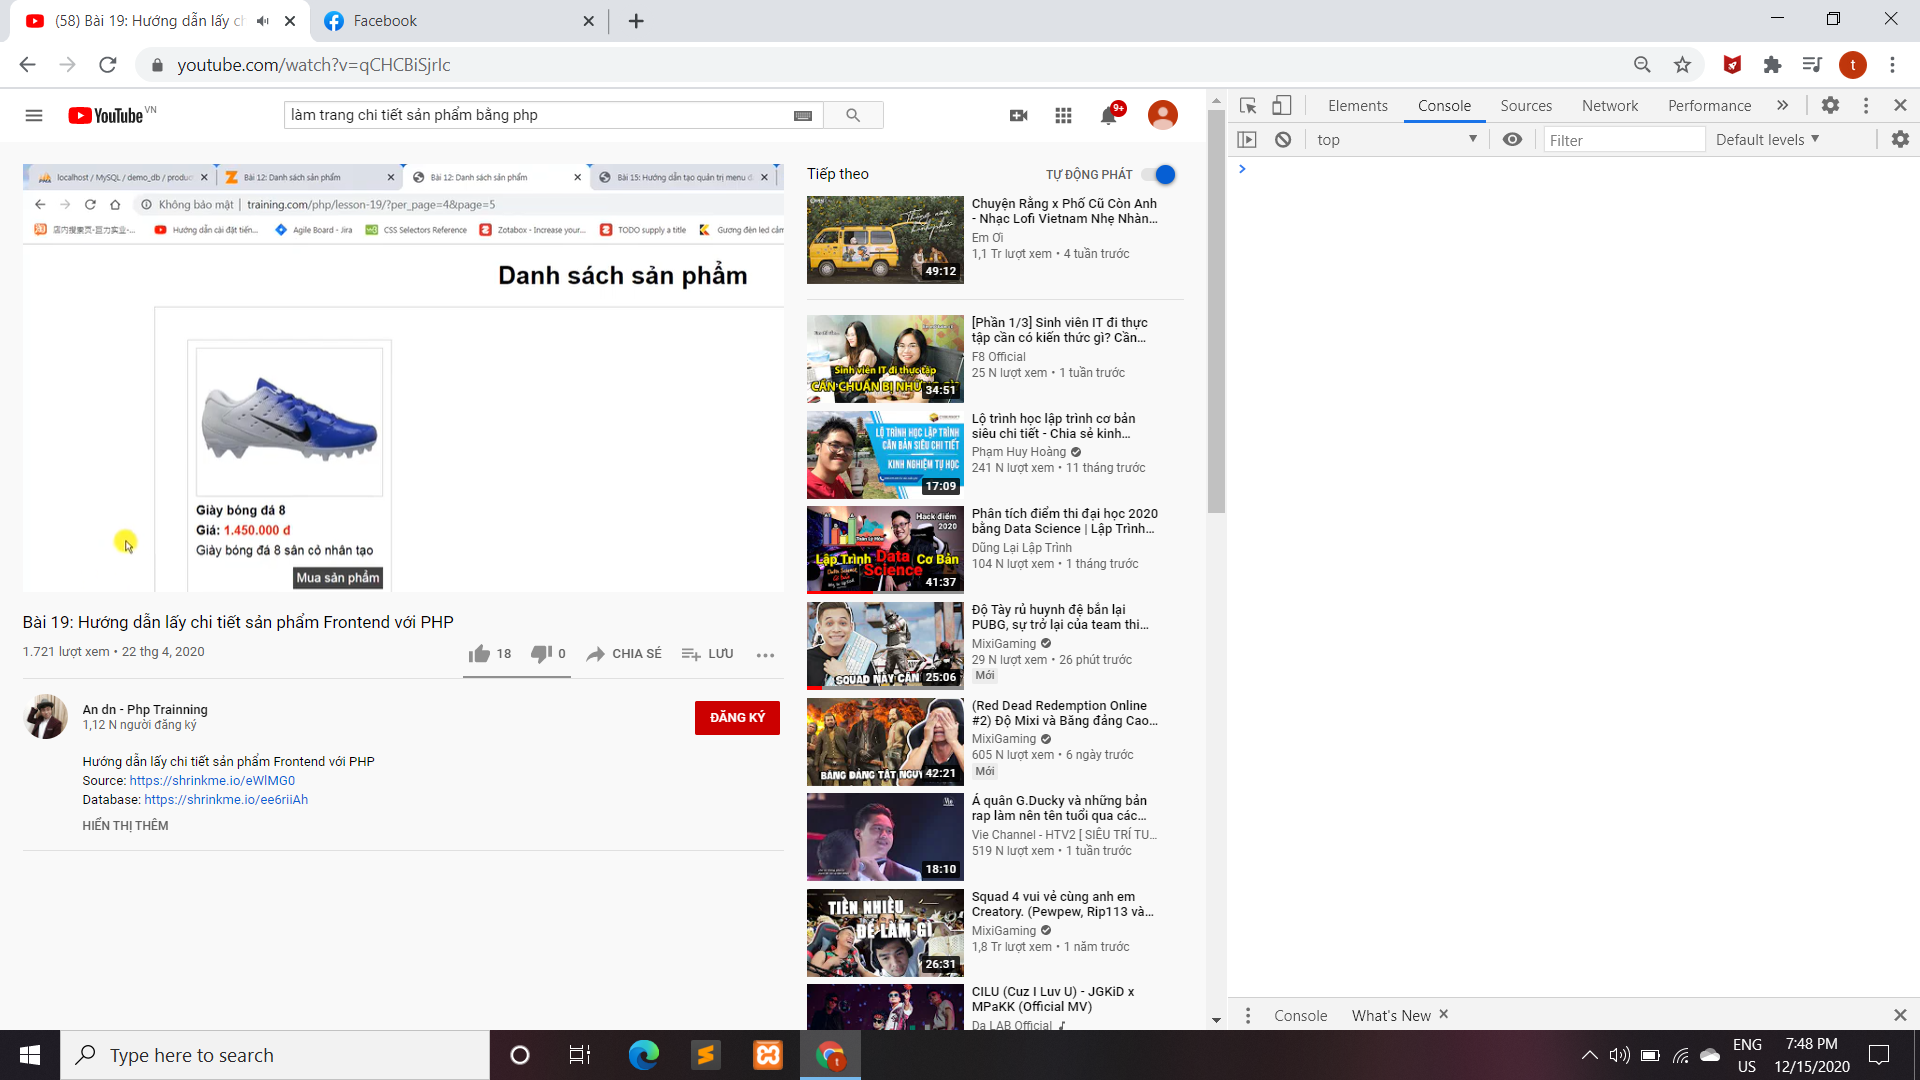 (58) Bài 19: Hướng dẫn lấy ch
Facebook
youtube.com/watch?v=qCHCBiSjrIc
t
YouTube VN
làm trang chi tiết sản phẩm bằng php
9+
Elements
Console
Sources
Network
Performance
top
Filter
Default levels
localhost / MySQL / demo_db / produc
Bài 12: Danh sách sản phẩm
Bài 12: Danh sách sản phẩm
Bài 15: Hướng dẫn tạo quản trị menu đ
Không bảo mật | training.com/php/lesson-19/?per_page=4&page=5
Hướng dẫn cài đặt tiến...
Agile Board - Jira
CSS Selectors Reference
Zotabox - Increase your...
TODO supply a title
Gương đèn led cảm
Danh sách sản phẩm
Giày bóng đá 8
Giá: 1.450.000 đ
Giày bóng đá 8 sân cỏ nhân tạo
Mua sản phẩm
Bài 19: Hướng dẫn lấy chi tiết sản phẩm Frontend với PHP
1.721 lượt xem • 22 thg 4, 2020
18
0
CHIA SẺ
LƯU
An dn - Php Trainning
1,12 N người đăng ký
ĐĂNG KÝ
Hướng dẫn lấy chi tiết sản phẩm Frontend với PHP
Source: https://shrinkme.io/eWlMG0
Database: https://shrinkme.io/ee6riiAh
HIỂN THỊ THÊM
Tiếp theo
TỰ ĐỘNG PHÁT
49:12
Chuyện Rằng x Phố Cũ Còn Anh
- Nhạc Lofi Vietnam Nhẹ Nhàn...
Em Ơi
1,1 Tr lượt xem • 4 tuần trước
Sinh viên IT đi thực tập
34:51
[Phần 1/3] Sinh viên IT đi thực
tập cần có kiến thức gì? Cần...
F8 Official
25 N lượt xem • 1 tuần trước
LỘ TRÌNH HỌC LẬP TRÌNH
CĂN BẢN SIÊU CHI TIẾT
KINH NGHIỆM TỰ HỌC
17:09
Lộ trình học lập trình cơ bản
siêu chi tiết - Chia sẻ kinh...
Phạm Huy Hoàng
241 N lượt xem • 11 tháng trước
Hack điểm
2020
Lập Trình
Data
Science
Cơ Bản
41:37
Phân tích điểm thi đại học 2020
bằng Data Science | Lập Trình...
Dũng Lại Lập Trình
104 N lượt xem • 1 tháng trước
SQUAD NÀY CÂN
25:06
Độ Tày rủ huynh đệ bắn lại
PUBG, sự trở lại của team thi...
MixiGaming
29 N lượt xem • 26 phút trước
Mới
BĂNG ĐẢNG TẤT NGU
42:21
(Red Dead Redemption Online
#2) Độ Mixi và Băng đảng Cao...
MixiGaming
605 N lượt xem • 6 ngày trước
Mới
18:10
Á quân G.Ducky và những bản
rap làm nên tên tuổi qua các...
Vie Channel - HTV2 [ SIÊU TRÍ TU...
519 N lượt xem • 1 tuần trước
TIỀN NHIỀU
ĐỂ LÀM GÌ
26:31
Squad 4 vui vẻ cùng anh em
Creatory. (Pewpew, Rip113 và...
MixiGaming
1,8 Tr lượt xem • 1 năm trước
CILU (Cuz I Luv U) - JGKiD x
MPaKK (Official MV)
Da LAB Official
Console
What's New
Type here to search
ENG
US
7:48 PM
12/15/2020